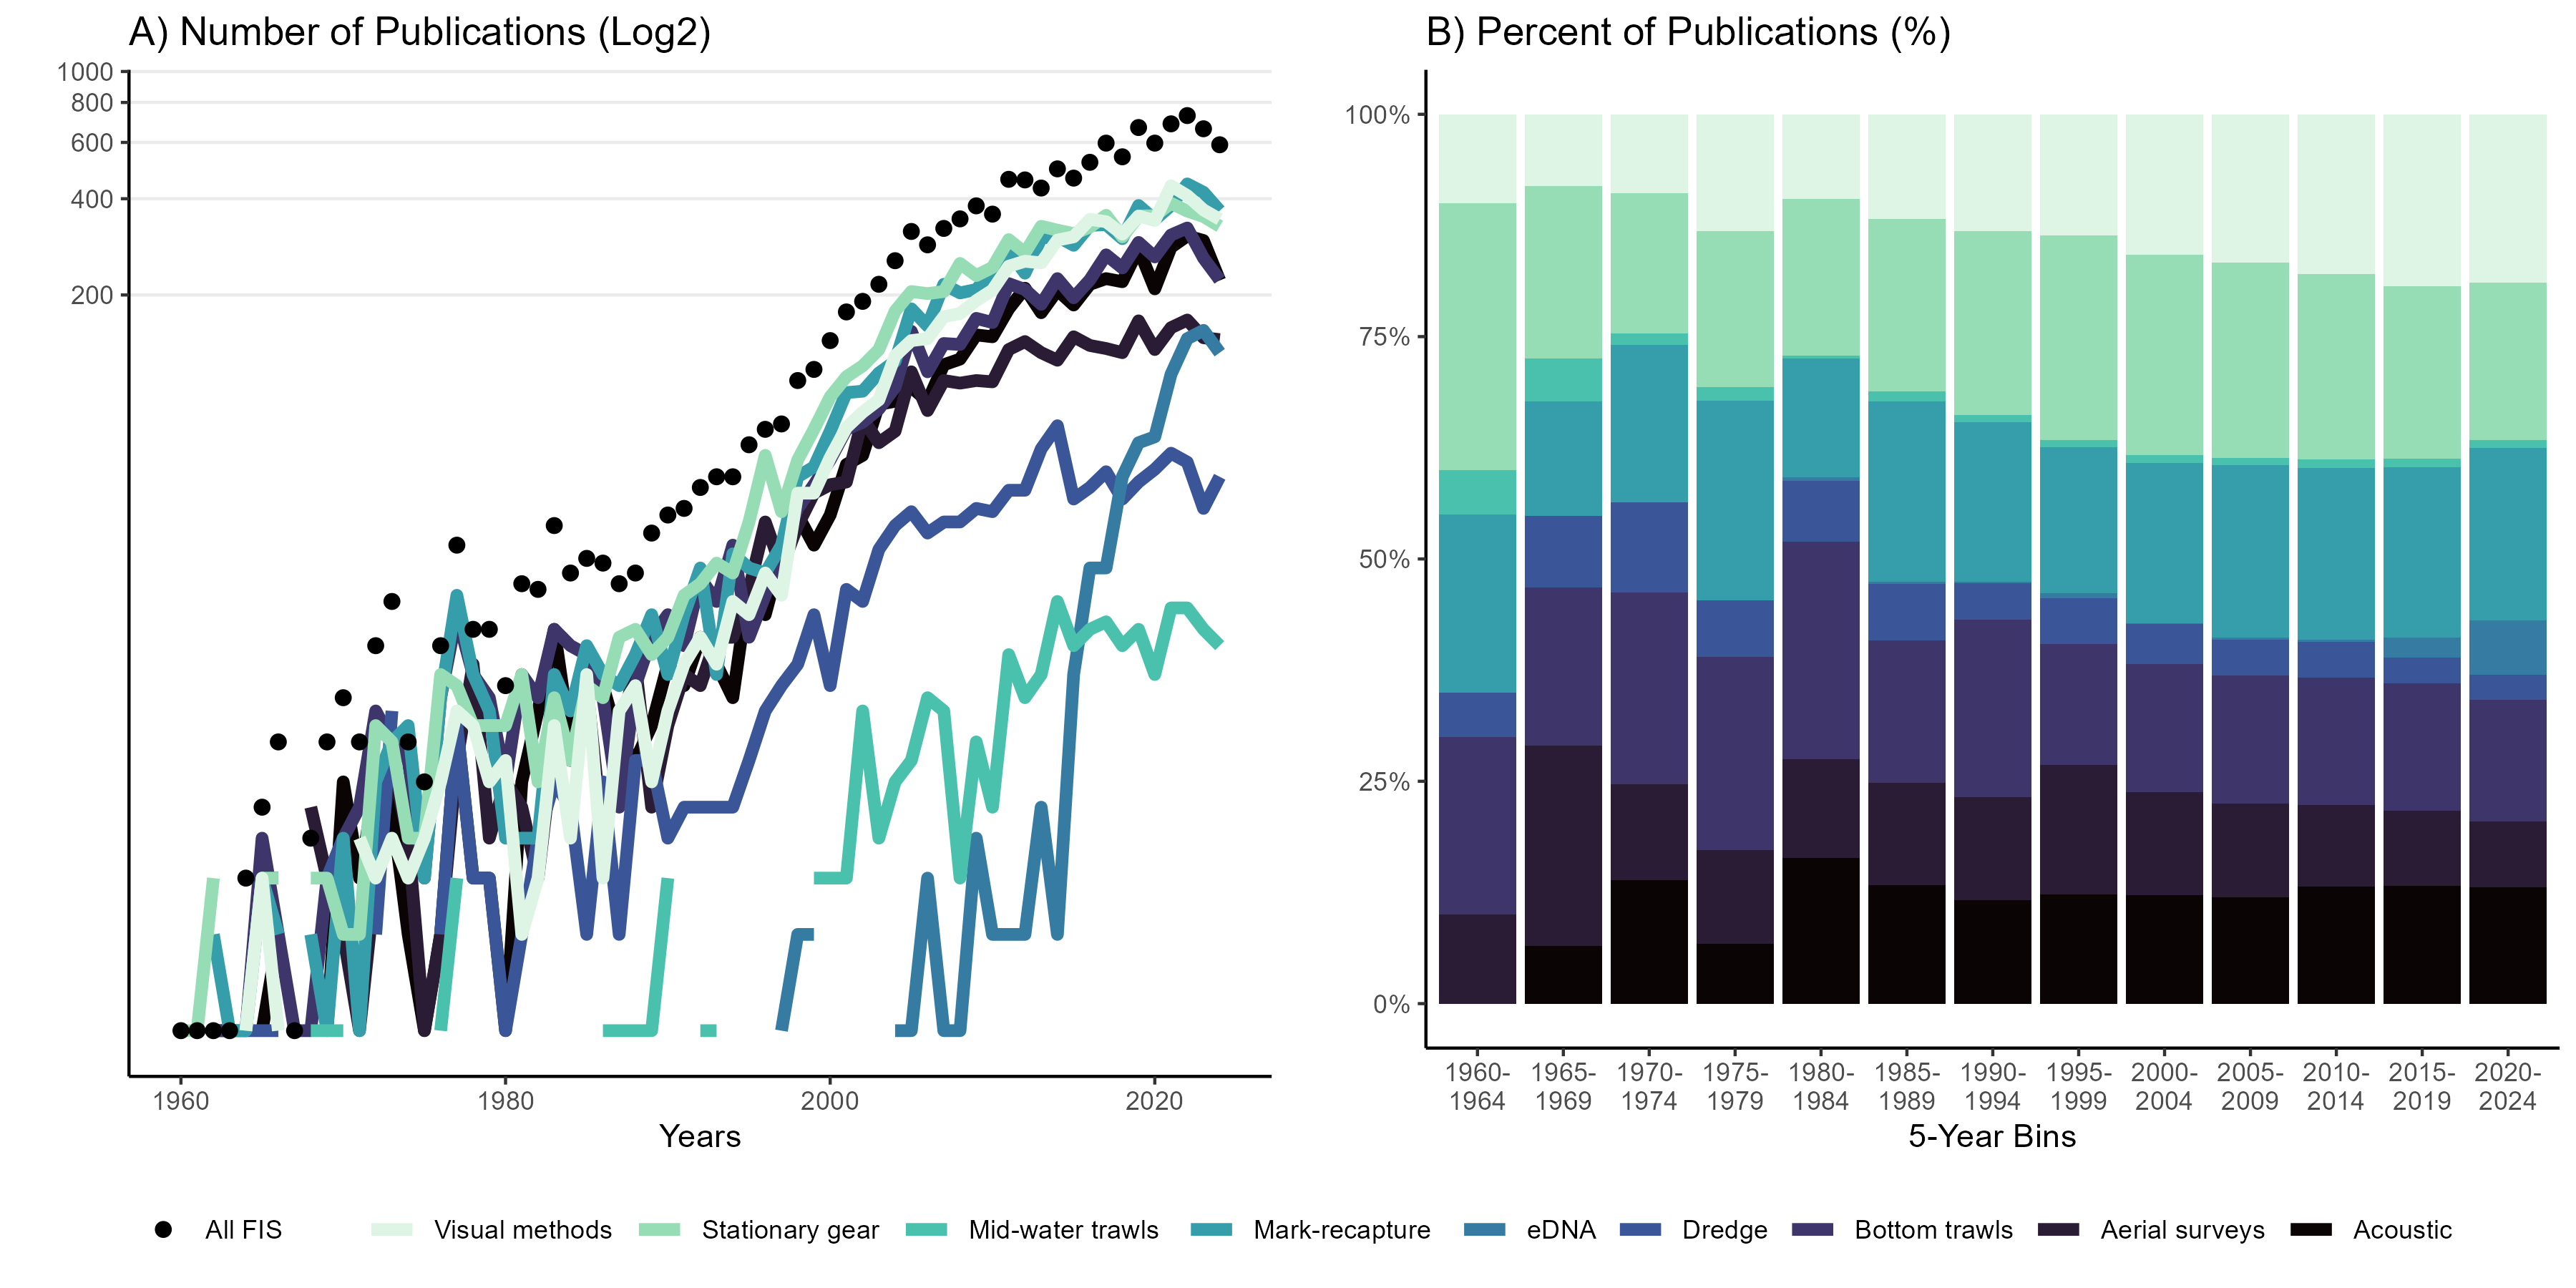 A) Number of Publications (Log2)
1000
800
600
400
200
1960
1980
2000
2020
Years
B) Percent of Publications (%)
100%
75%
50%
25%
0%
1960-
1964
1965-
1969
1970-
1974
1975-
1979
1980-
1984
1985-
1989
1990-
1994
1995-
1999
2000-
2004
2005-
2009
2010-
2014
2015-
2019
2020-
2024
5-Year Bins
All FIS
Visual methods
Stationary gear
Mid-water trawls
Mark-recapture
eDNA
Dredge
Bottom trawls
Aerial surveys
Acoustic